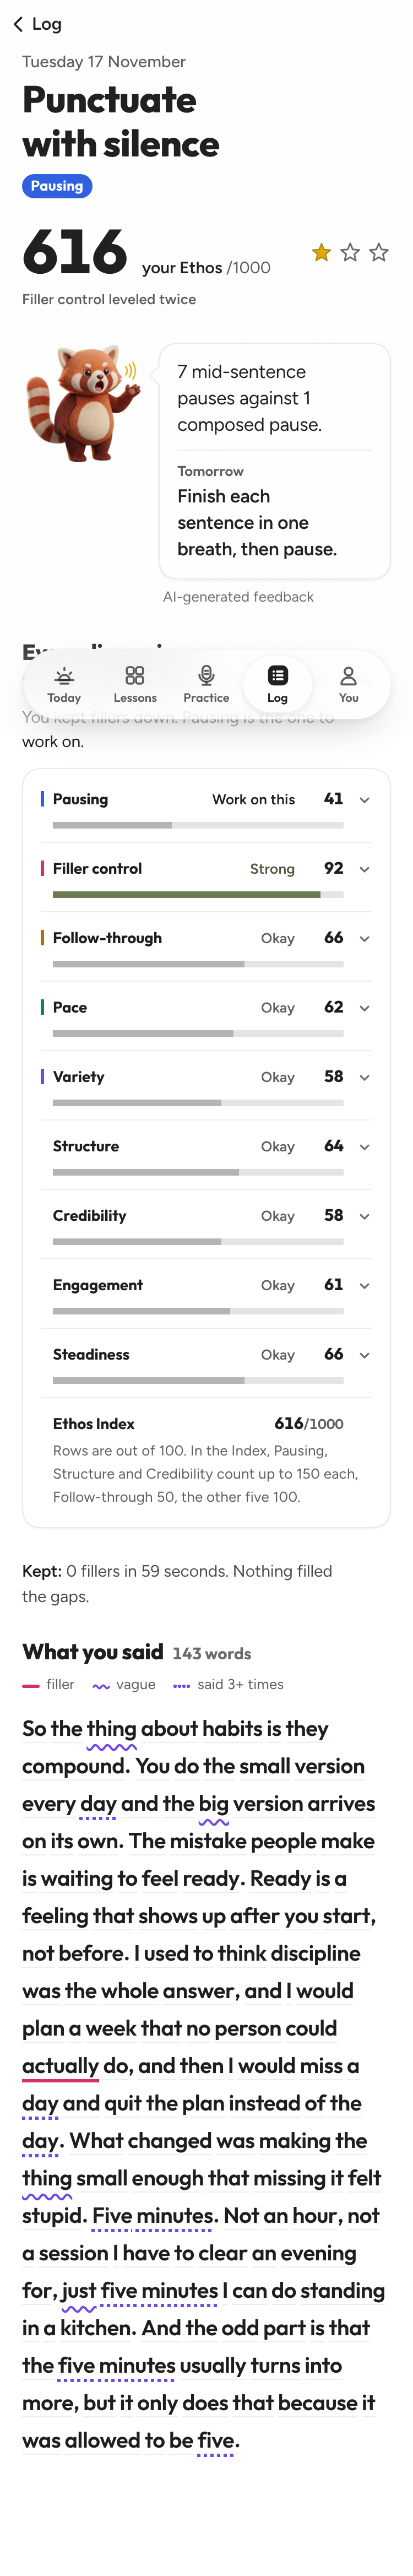 Log
Tuesday 17 November
Punctuate
with silence
Pausing
616 your Ethos /1000
Filler control leveled twice
7 mid-sentence
pauses against 1
composed pause.
Tomorrow
Finish each
sentence in one
breath, then pause.
AI-generated feedback
Today
Lessons
Practice
Log
You
You kept fillers down. Pausing is the one to
work on.
Pausing Work on this 41
Filler control Strong 92
Follow-through Okay 66
Pace Okay 62
Variety Okay 58
Structure Okay 64
Credibility Okay 58
Engagement Okay 61
Steadiness Okay 66
Ethos Index 616/1000
Rows are out of 100. In the Index, Pausing,
Structure and Credibility count up to 150 each,
Follow-through 50, the other five 100.
Kept: 0 fillers in 59 seconds. Nothing filled
the gaps.
What you said 143 words
filler vague said 3+ times
So the thing about habits is they
compound. You do the small version
every day and the big version arrives
on its own. The mistake people make
is waiting to feel ready. Ready is a
feeling that shows up after you start,
not before. I used to think discipline
was the whole answer, and I would
plan a week that no person could
actually do, and then I would miss a
day and quit the plan instead of the
day. What changed was making the
thing small enough that missing it felt
stupid. Five minutes. Not an hour, not
a session I have to clear an evening
for, just five minutes I can do standing
in a kitchen. And the odd part is that
the five minutes usually turns into
more, but it only does that because it
was allowed to be five.